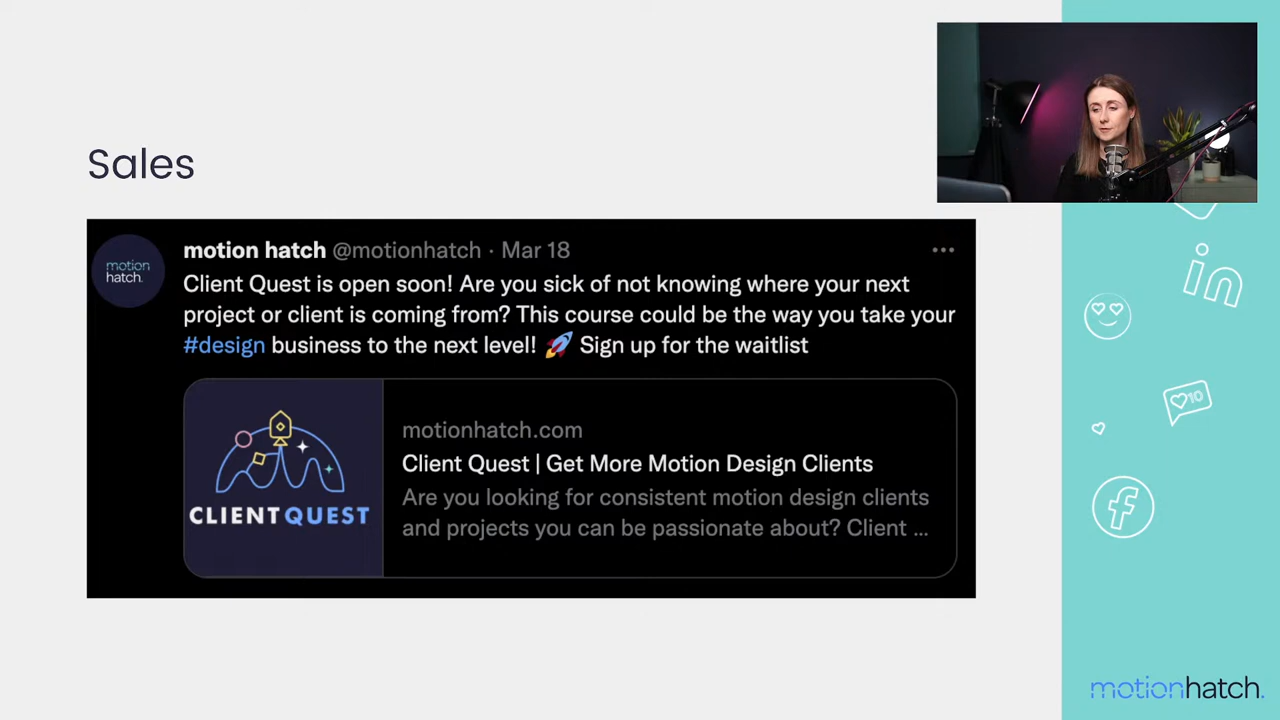 Sales
motion hatch @motionhatch · Mar 18
Client Quest is open soon! Are you sick of not knowing where your next
project or client is coming from? This course could be the way you take your
#design business to the next level! 🚀 Sign up for the waitlist
motion
hatch.
CLIENTQUEST
motionhatch.com
Client Quest | Get More Motion Design Clients
Are you looking for consistent motion design clients
and projects you can be passionate about? Client ...
in
10
f
motionhatch.